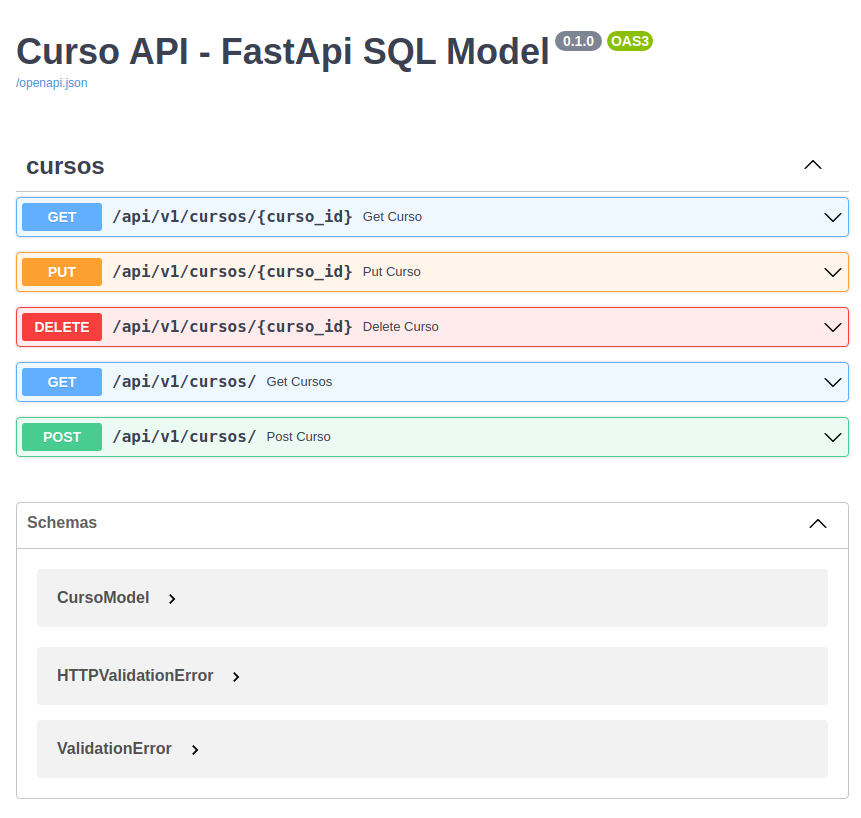 Curso API - FastApi SQL Model 0.1.0 OAS3
/openapi.json
cursos
GET /api/v1/cursos/{curso_id} Get Curso
PUT /api/v1/cursos/{curso_id} Put Curso
DELETE /api/v1/cursos/{curso_id} Delete Curso
GET /api/v1/cursos/ Get Cursos
POST /api/v1/cursos/ Post Curso
Schemas
CursoModel
HTTPValidationError
ValidationError